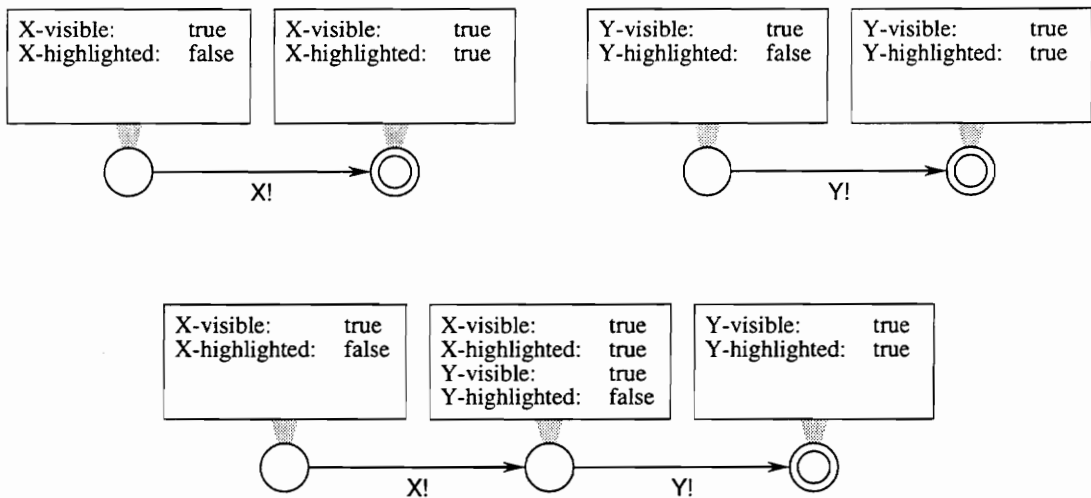 X-visible: true
X-highlighted: false
X-visible: true
X-highlighted: true
X!
Y-visible: true
Y-highlighted: false
Y-visible: true
Y-highlighted: true
Y!
X-visible: true
X-highlighted: false
X-visible: true
X-highlighted: true
Y-visible: true
Y-highlighted: false
Y-visible: true
Y-highlighted: true
X!
Y!